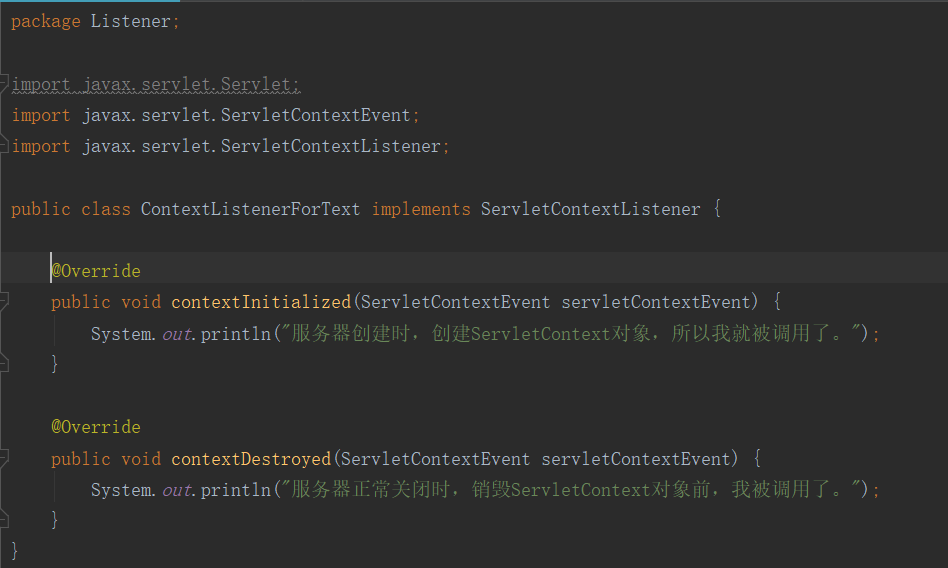 package Listener;
import javax.servlet.Servlet;
import javax.servlet.ServletContextEvent;
import javax.servlet.ServletContextListener;
public class ContextListenerForText implements ServletContextListener {
@Override
public void contextInitialized(ServletContextEvent servletContextEvent) {
System.out.println("服务器创建时，创建ServletContext对象，所以我就被调用了。");
}
@Override
public void contextDestroyed(ServletContextEvent servletContextEvent) {
System.out.println("服务器正常关闭时，销毁ServletContext对象前，我被调用了。");
}
}